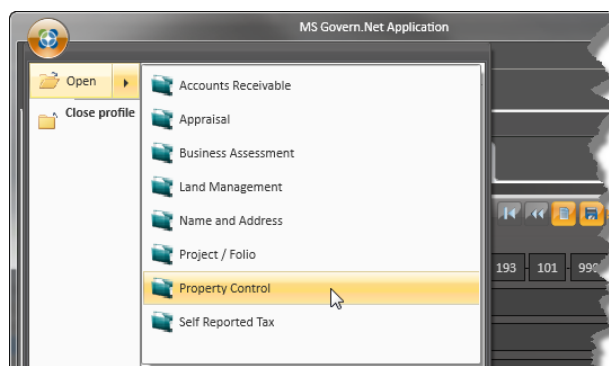 MS Govern.Net Application
Open
Close profile
Accounts Receivable
Appraisal
Business Assessment
Land Management
Name and Address
Project / Folio
Property Control
Self Reported Tax
193 - 101 - 999